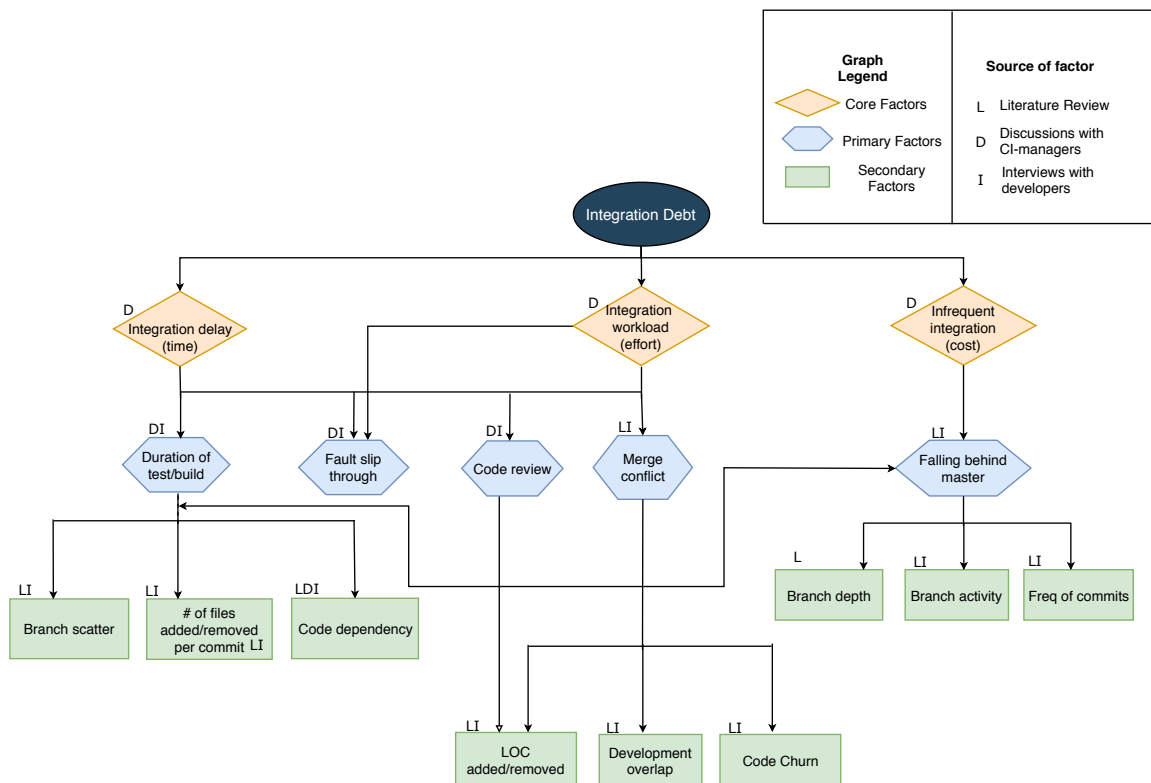 Graph
Legend
Core Factors
Primary Factors
Secondary
Factors
Source of factor
L Literature Review
D Discussions with
CI-managers
I Interviews with
developers
Integration Debt
D
Integration delay
(time)
D
Integration
workload
(effort)
D
Infrequent
integration
(cost)
DI
Duration of
test/build
DI
Fault slip
through
DI
Code review
LI
Merge
conflict
LI
Falling behind
master
LI
Branch scatter
LI
# of files
added/removed
per commit LI
LDI
Code dependency
L
Branch depth
LI
Branch activity
LI
Freq of commits
LI
LOC
added/removed
LI
Development
overlap
LI
Code Churn